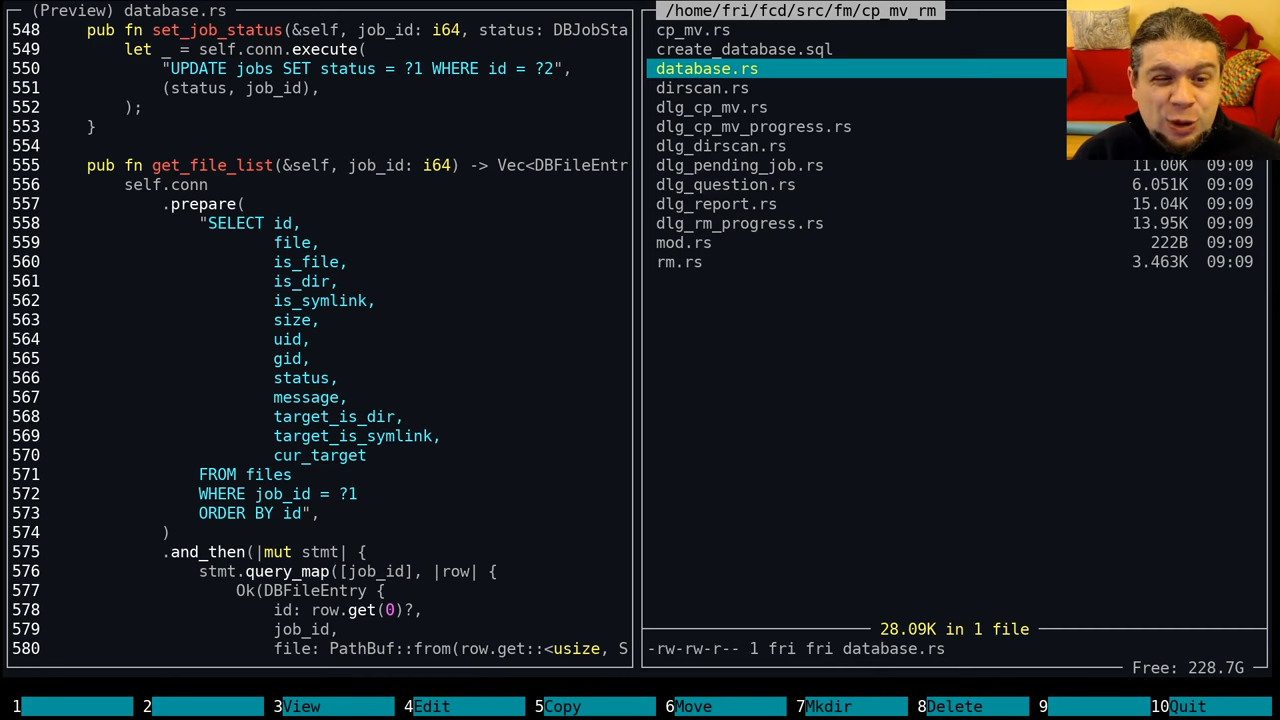 (Preview) database.rs
548     pub fn set_job_status(&self, job_id: i64, status: DBJobSta
549         let _ = self.conn.execute(
550             "UPDATE jobs SET status = ?1 WHERE id = ?2",
551             (status, job_id),
552         );
553     }
554
555     pub fn get_file_list(&self, job_id: i64) -> Vec<DBFileEntr
556         self.conn
557             .prepare(
558                 "SELECT id,
559                         file,
560                         is_file,
561                         is_dir,
562                         is_symlink,
563                         size,
564                         uid,
565                         gid,
566                         status,
567                         message,
568                         target_is_dir,
569                         target_is_symlink,
570                         cur_target
571                 FROM files
572                 WHERE job_id = ?1
573                 ORDER BY id",
574             )
575             .and_then(|mut stmt| {
576                 stmt.query_map([job_id], |row| {
577                     Ok(DBFileEntry {
578                         id: row.get(0)?,
579                         job_id,
580                         file: PathBuf::from(row.get::<usize, S
/home/fri/fcd/src/fm/cp_mv_rm
cp_mv.rs
create_database.sql
database.rs
dirscan.rs
dlg_cp_mv.rs
dlg_cp_mv_progress.rs
dlg_dirscan.rs
dlg_pending_job.rs 11.00K 09:09
dlg_question.rs 6.051K 09:09
dlg_report.rs 15.04K 09:09
dlg_rm_progress.rs 13.95K 09:09
mod.rs 222B 09:09
rm.rs 3.463K 09:09
28.09K in 1 file
-rw-rw-r-- 1 fri fri database.rs
Free: 228.7G
1 2 3View 4Edit 5Copy 6Move 7Mkdir 8Delete 9 10Quit